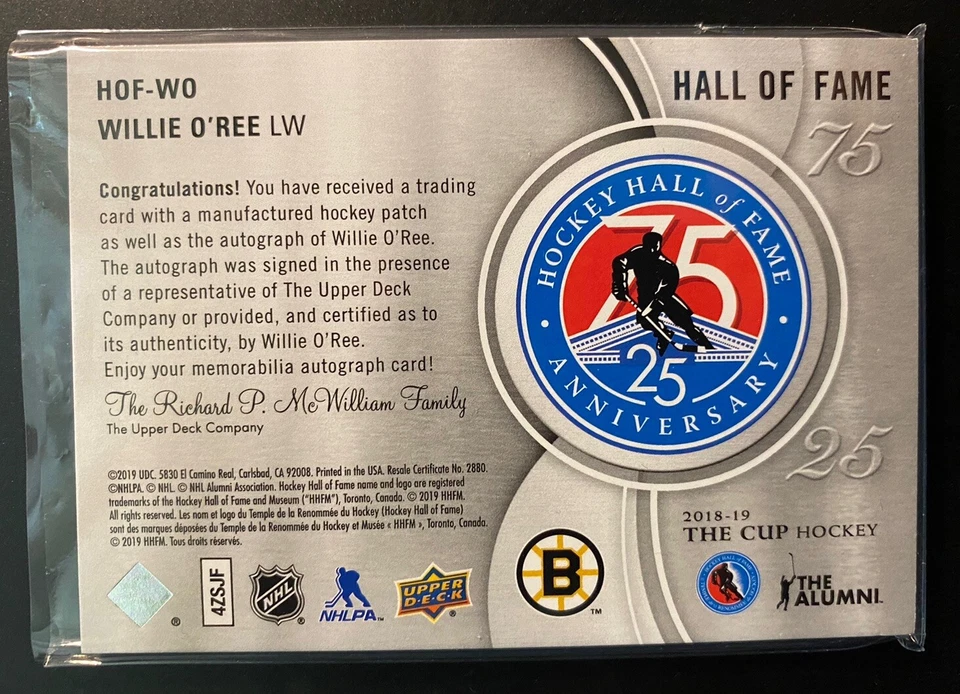 HOF-WO
WILLIE O'REE LW
HALL OF FAME
75
Congratulations! You have received a trading
card with a manufactured hockey patch
as well as the autograph of Willie O'Ree.
The autograph was signed in the presence
of a representative of The Upper Deck
Company or provided, and certified as to
its authenticity, by Willie O'Ree.
Enjoy your memorabilia autograph card!
The Richard P. McWilliam Family
The Upper Deck Company
HOCKEY HALL of FAME
75
25
• ANNIVERSARY •
25
©2019 UDC. 5830 El Camino Real, Carlsbad, CA 92008. Printed in the USA. Resale Certificate No. 2880.
©NHLPA. © NHL. © NHL Alumni Association. Hockey Hall of Fame name and logo are registered
trademarks of the Hockey Hall of Fame and Museum ("HHFM"), Toronto, Canada. © 2019 HHFM.
All rights reserved. Les nom et logo du Temple de la Renommée du Hockey (Hockey Hall of Fame)
sont des marques déposées du Temple de la Renommée du Hockey et Musée « HHFM », Toronto, Canada.
© 2019 HHFM. Tous droits réservés.
2018-19
THE CUP HOCKEY
®
4ZSJF
NHL ®
NHLPA™
UPPER
D·E·C·K ®
B ™
THE
ALUMNI